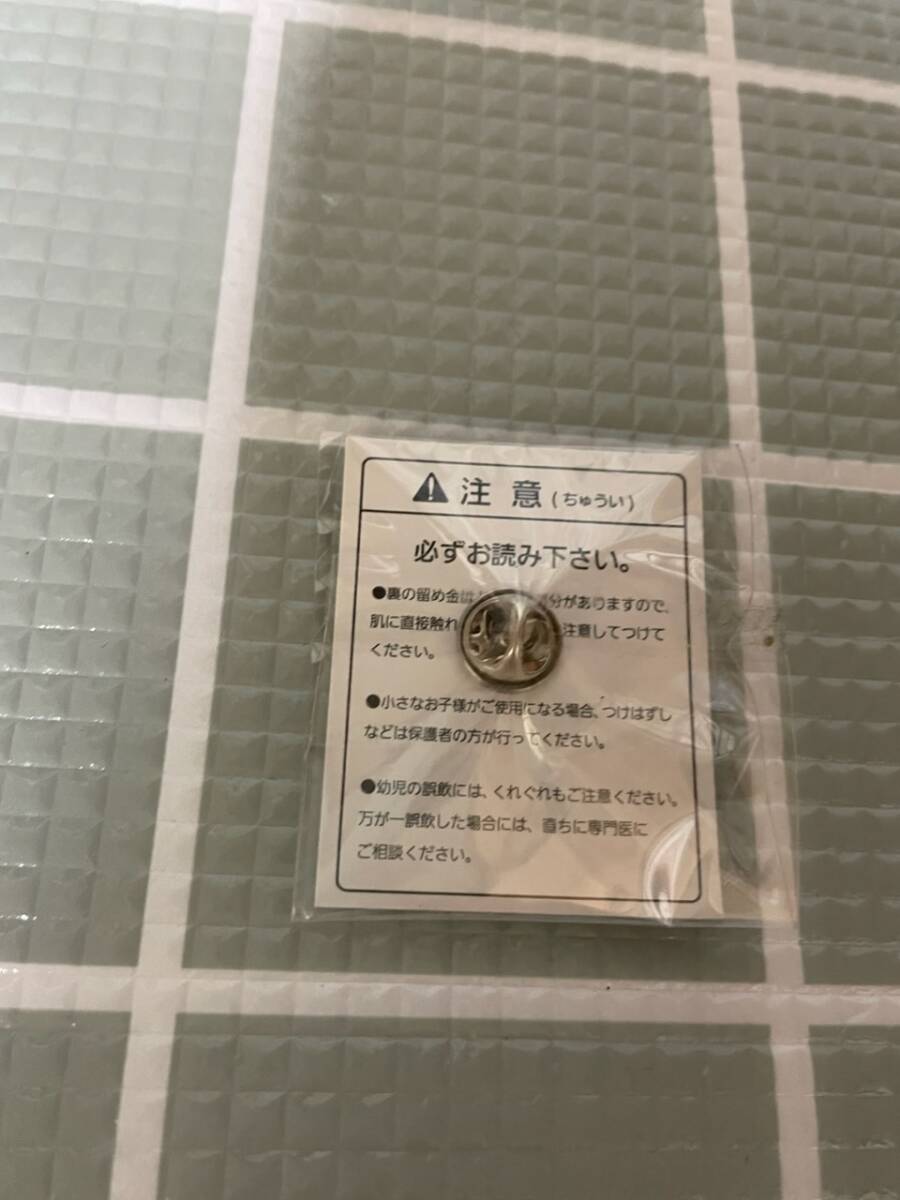 注意(ちゅうい)
必ずお読み下さい。
●裏の留め金は 分がありますので、
肌に直接触れ 注意してつけて
ください。
●小さなお子様がご使用になる場合、つけはずし
などは保護者の方が行ってください。
●幼児の誤飲には、くれぐれもご注意ください。
万が一誤飲した場合には、直ちに専門医に
ご相談ください。